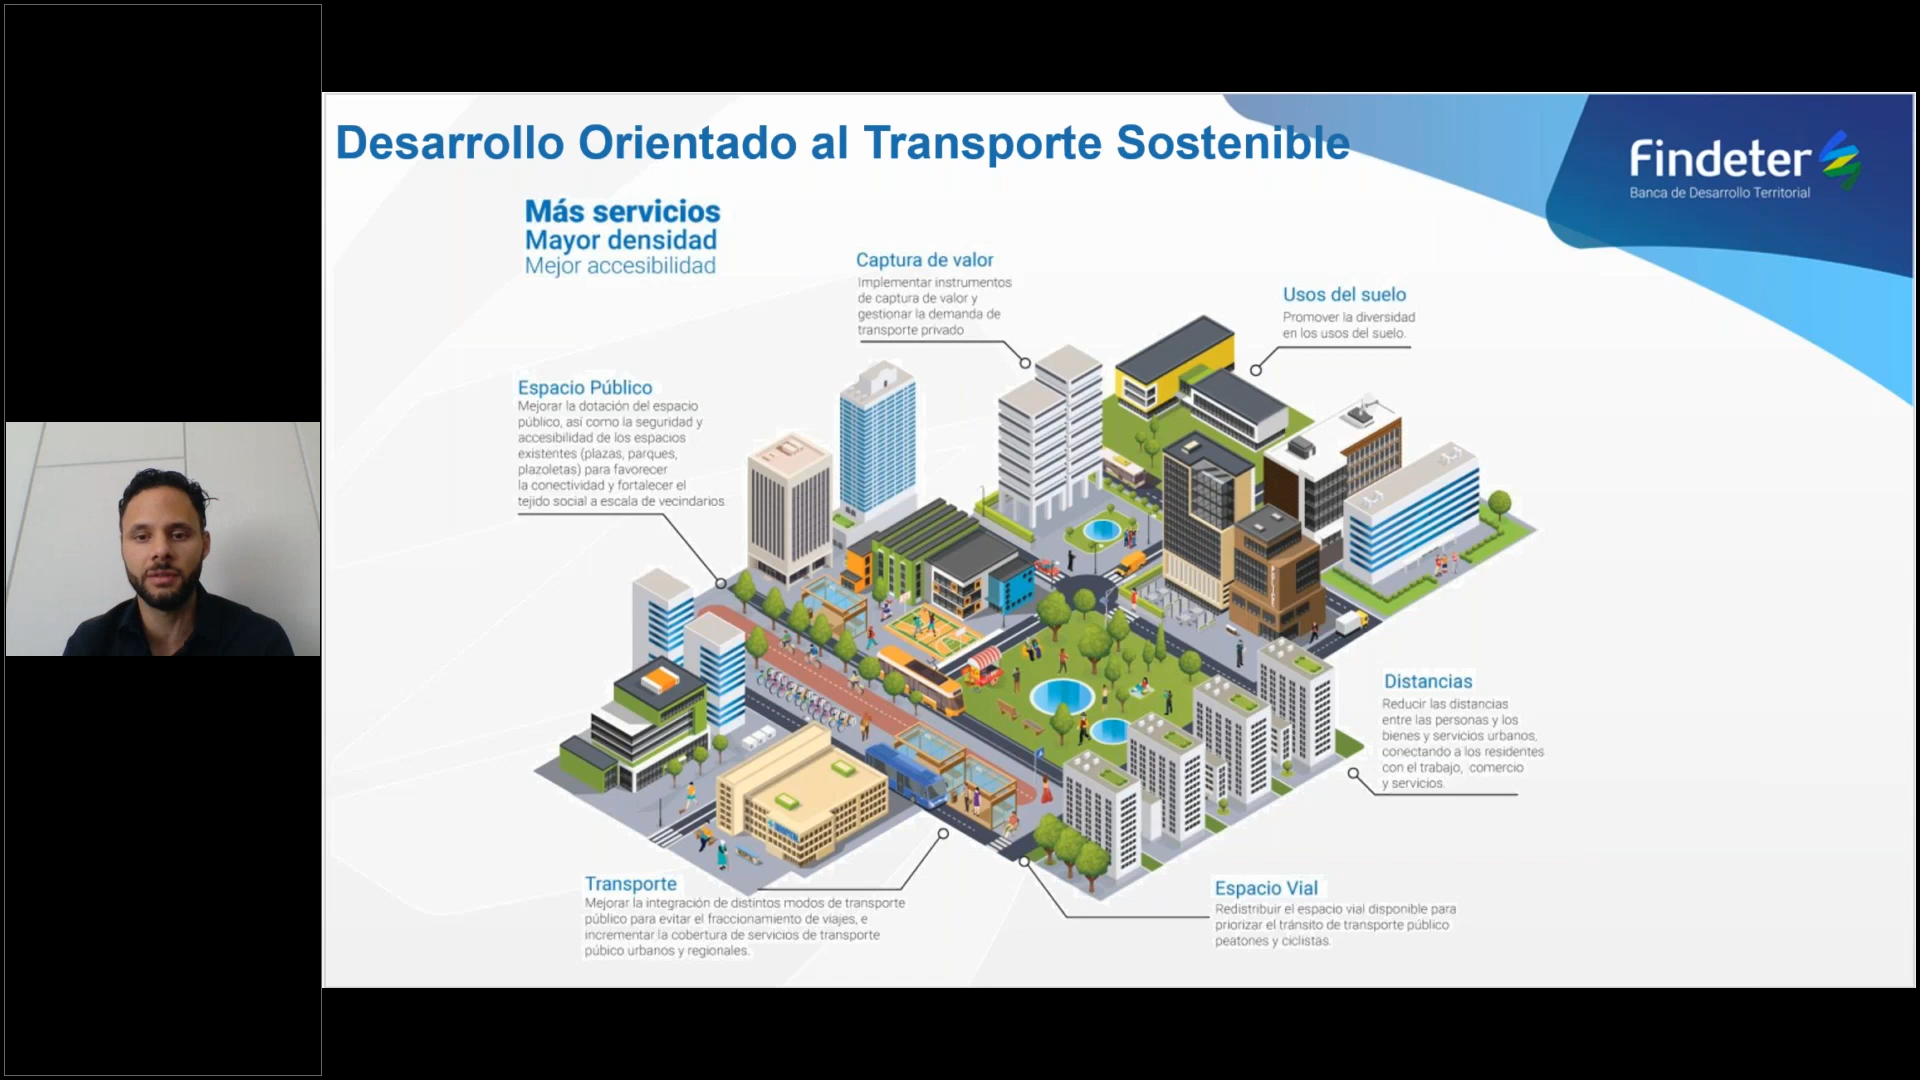 Desarrollo Orientado al Transporte Sostenible
Findeter
Banca de Desarrollo Territorial
Más servicios
Mayor densidad
Mejor accesibilidad
Captura de valor
Implementar instrumentos
de captura de valor y
gestionar la demanda de
transporte privado
Usos del suelo
Promover la diversidad
en los usos del suelo.
Espacio Público
Mejorar la dotación del espacio
público, así como la seguridad y
accesibilidad de los espacios
existentes (plazas, parques,
plazoletas) para favorecer
la conectividad y fortalecer el
tejido social a escala de vecindarios.
Distancias
Reducir las distancias
entre las personas y los
bienes y servicios urbanos,
conectando a los residentes
con el trabajo, comercio
y servicios.
Transporte
Mejorar la integración de distintos modos de transporte
público para evitar el fraccionamiento de viajes, e
incrementar la cobertura de servicios de transporte
púbico urbanos y regionales.
Espacio Vial
Redistribuir el espacio vial disponible para
priorizar el tránsito de transporte público
peatones y ciclistas.